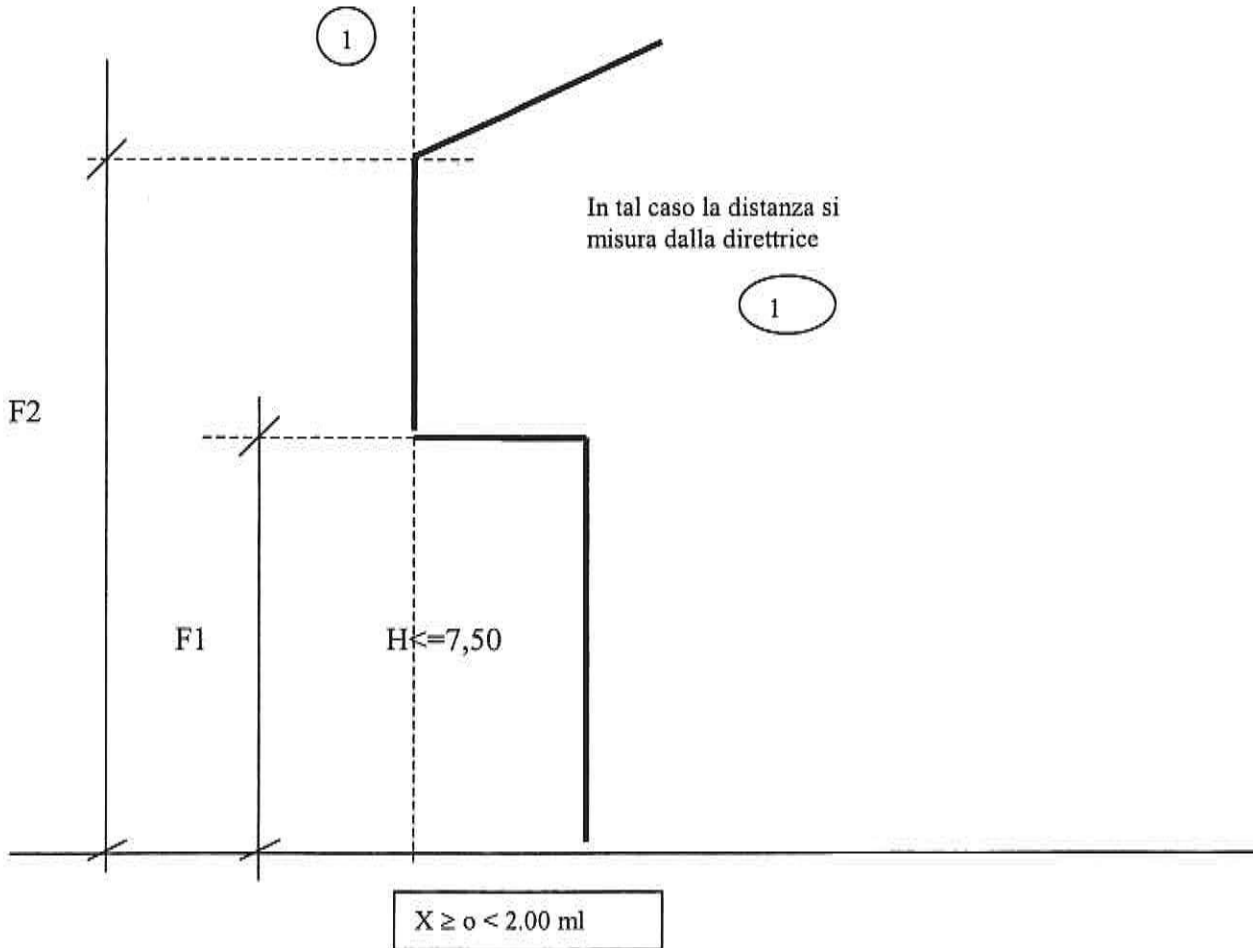 1
In tal caso la distanza si
misura dalla direttrice
1
F2
F1
H<=7,50
X ≥ o < 2.00 ml